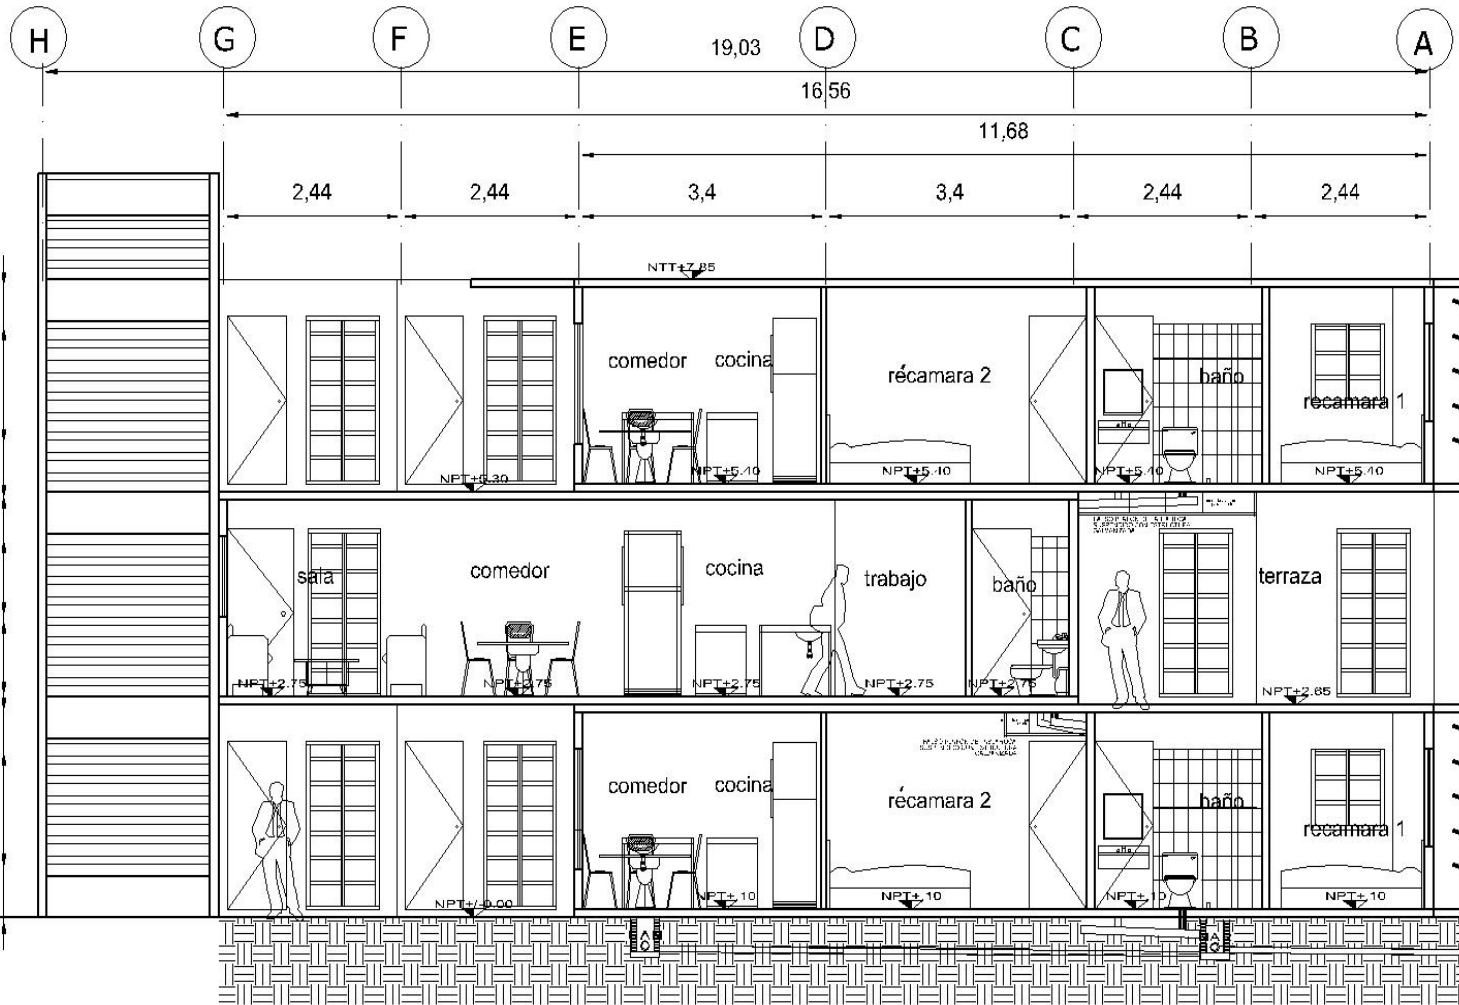 H G F E D C B A
19,03
16,56
11,68
2,44 2,44 3,4 3,4 2,44 2,44
NTT+7.85
comedor cocina récamara 2 baño recamara 1
NPT+5.30 NPT+5.40 NPT+5.40 NPT+5.40 NPT+5.40
sala comedor cocina trabajo baño terraza
NPT+2.75 NPT+2.75 NPT+2.75 NPT+2.75 NPT+2.75 NPT+2.65
comedor cocina récamara 2 baño recamara 1
NPT+/-0.00 NPT+.10 NPT+.10 NPT+.10 NPT+.10